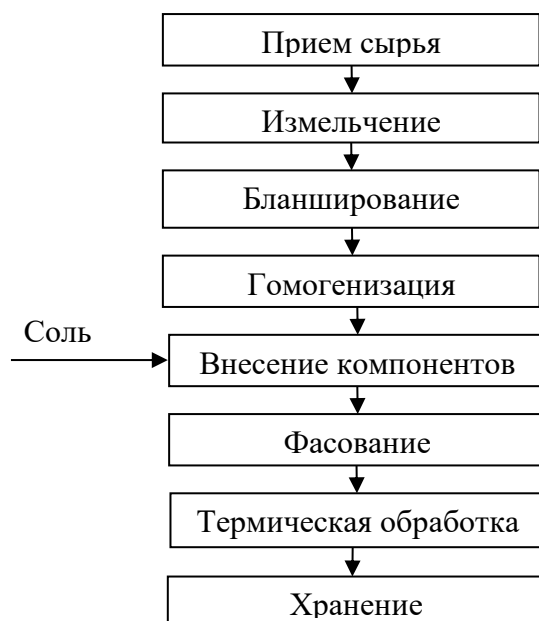 Прием сырья
Измельчение
Бланширование
Гомогенизация
Соль
Внесение компонентов
Фасование
Термическая обработка
Хранение